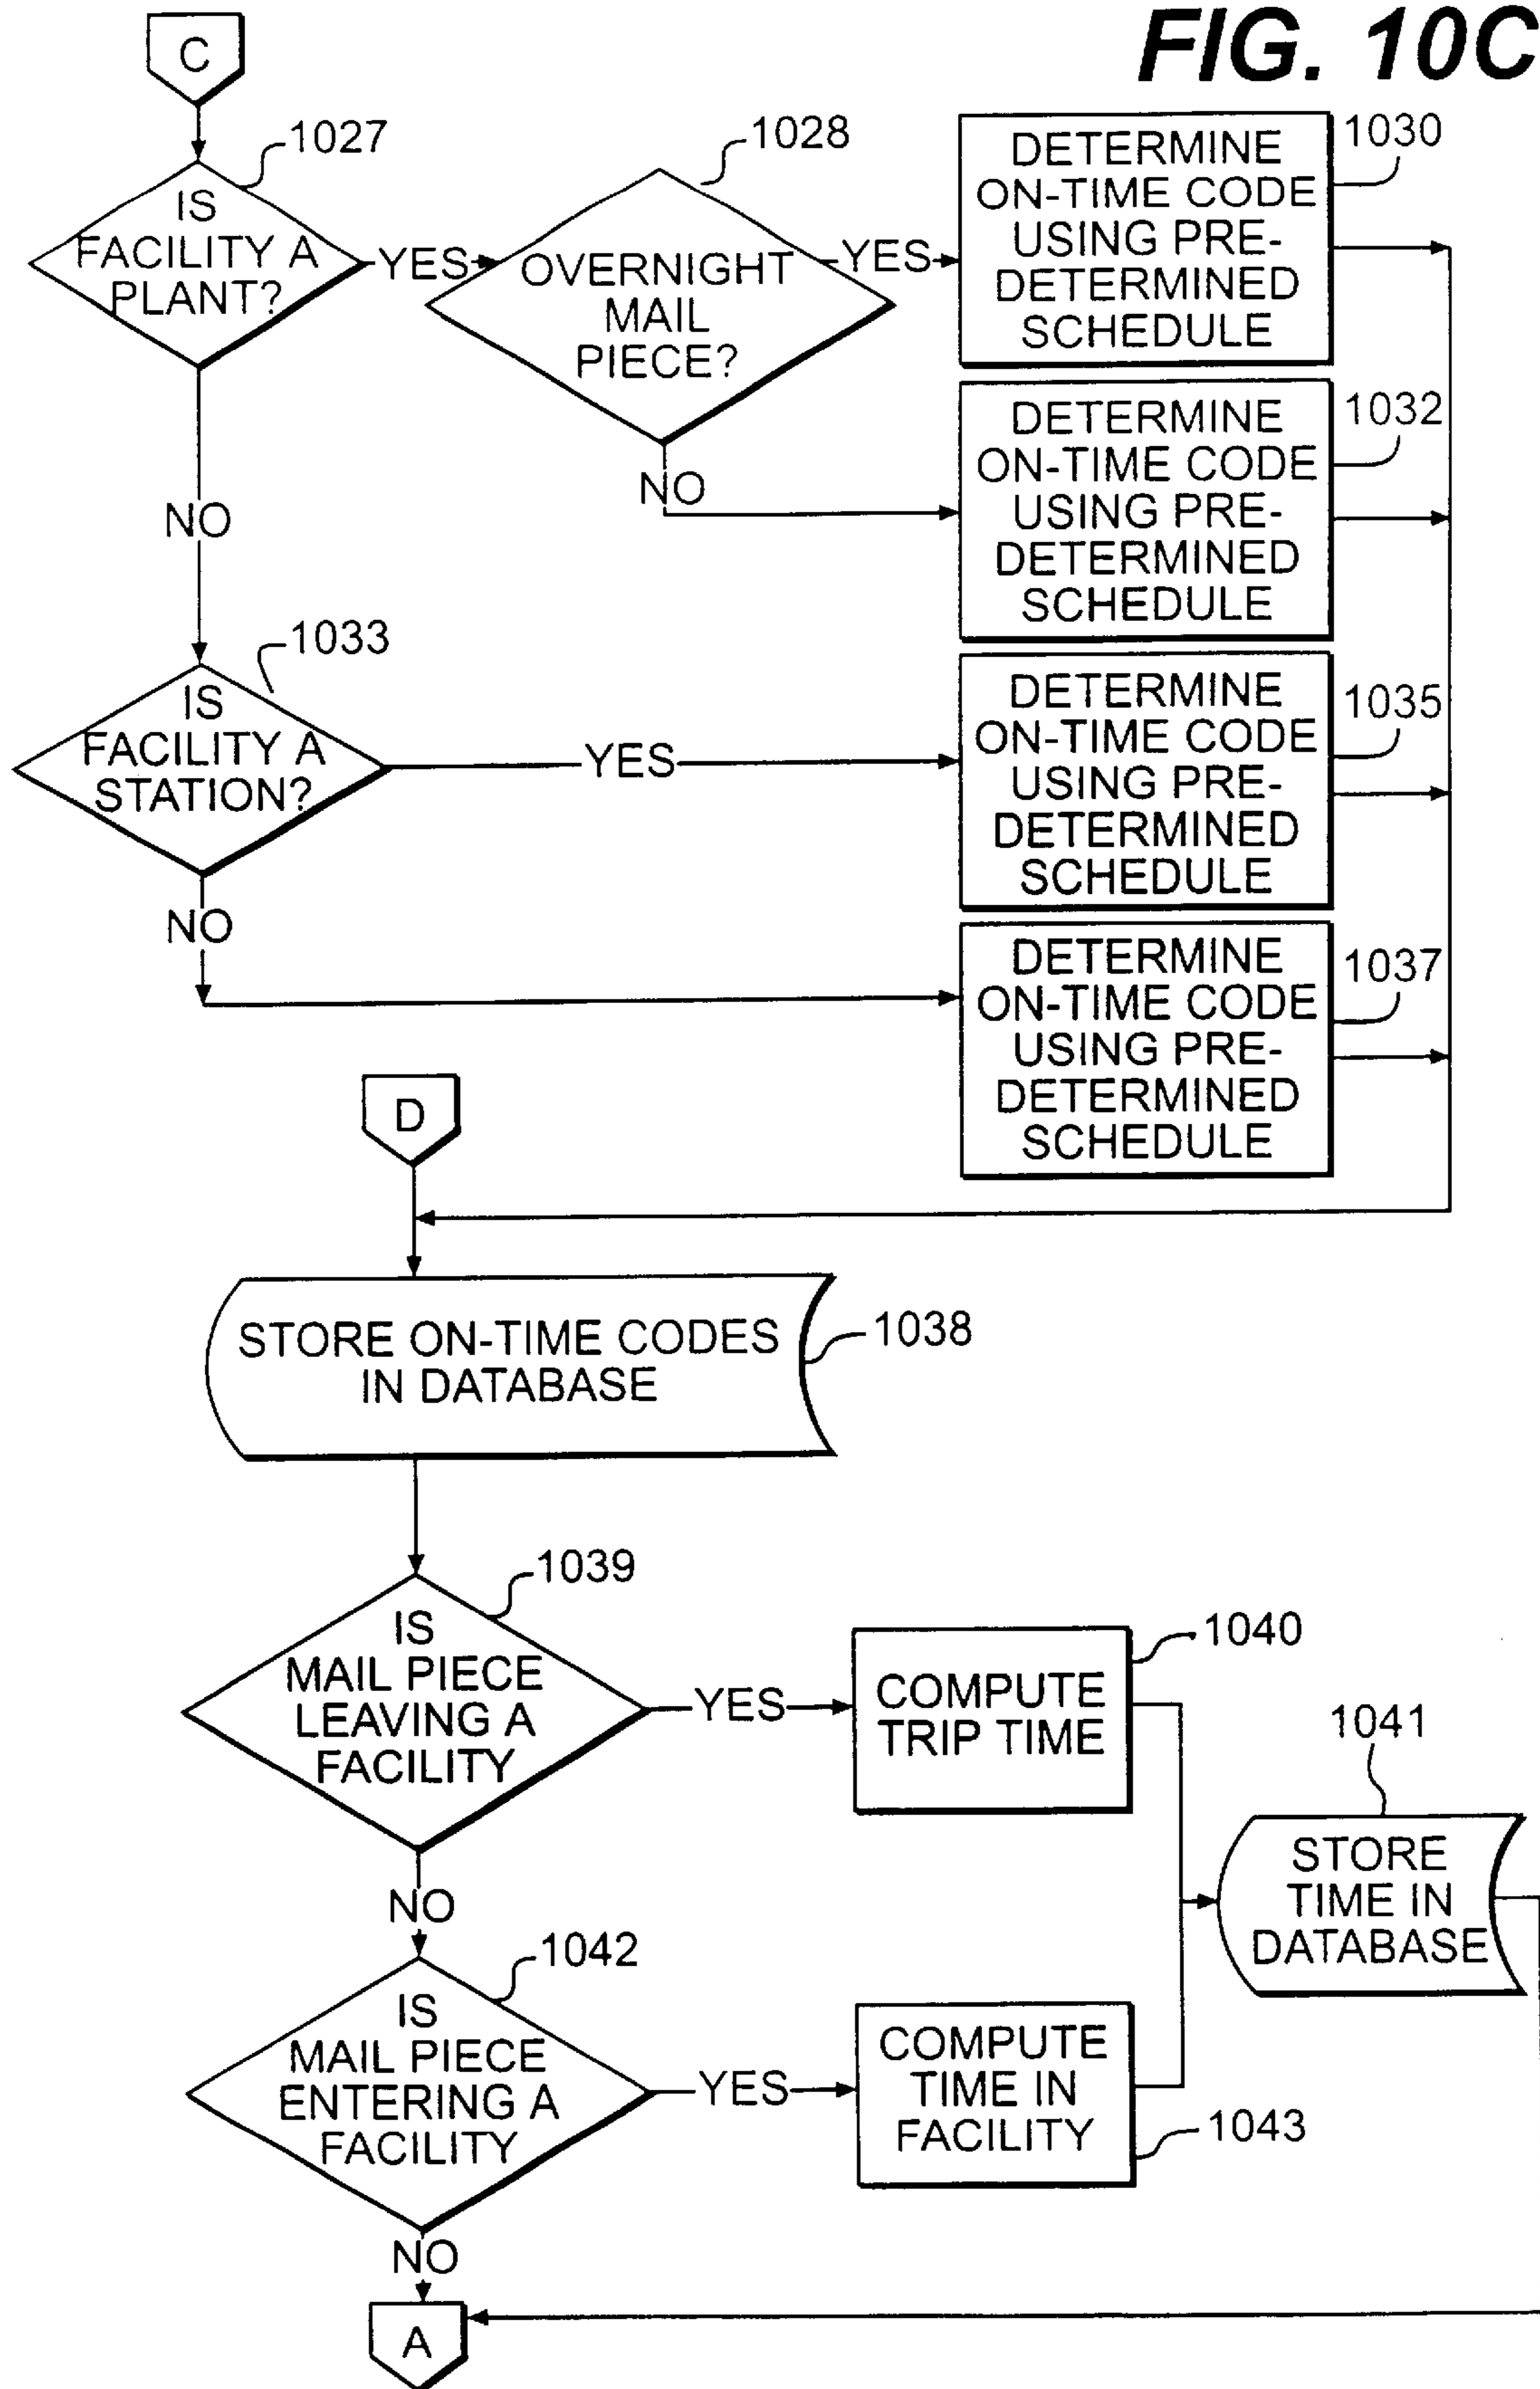 FIG. 10C
C
1027
IS
FACILITY A
PLANT?
YES
1028
OVERNIGHT
MAIL
PIECE?
YES
1030
DETERMINE
ON-TIME CODE
USING PRE-
DETERMINED
SCHEDULE
NO
1032
DETERMINE
ON-TIME CODE
USING PRE-
DETERMINED
SCHEDULE
NO
1033
IS
FACILITY A
STATION?
YES
1035
DETERMINE
ON-TIME CODE
USING PRE-
DETERMINED
SCHEDULE
NO
1037
DETERMINE
ON-TIME CODE
USING PRE-
DETERMINED
SCHEDULE
D
STORE ON-TIME CODES
IN DATABASE
1038
1039
IS
MAIL PIECE
LEAVING A
FACILITY
YES
1040
COMPUTE
TRIP TIME
1041
STORE
TIME IN
DATABASE
NO
1042
IS
MAIL PIECE
ENTERING A
FACILITY
YES
COMPUTE
TIME IN
FACILITY
1043
NO
A